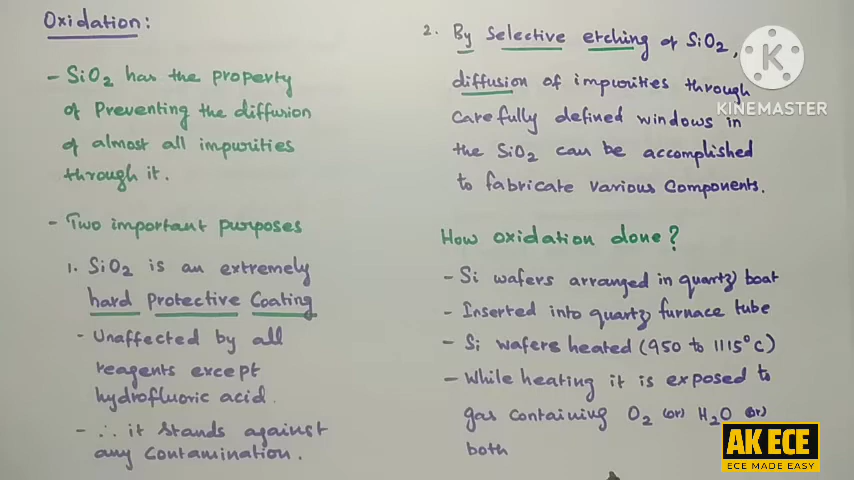 Oxidation:
- SiO2 has the property
of Preventing the diffusion
of almost all impurities
through it.
- Two important purposes
1. SiO2 is an extremely
hard Protective Coating
- Unaffected by all
reagents except
hydrofluoric acid.
- ∴ it stands against
any contamination.
2. By Selective etching of SiO2,
diffusion of impurities through
carefully defined windows in
the SiO2 can be accomplished
to fabricate various Components.
How oxidation done?
- Si wafers arranged in quartz boat
- Inserted into quartz furnace tube
- Si wafers heated (950 to 1115°C)
- While heating it is exposed to
gas containing O2 (or) H2O (or)
both
K
KINEMASTER
AK ECE
ECE MADE EASY